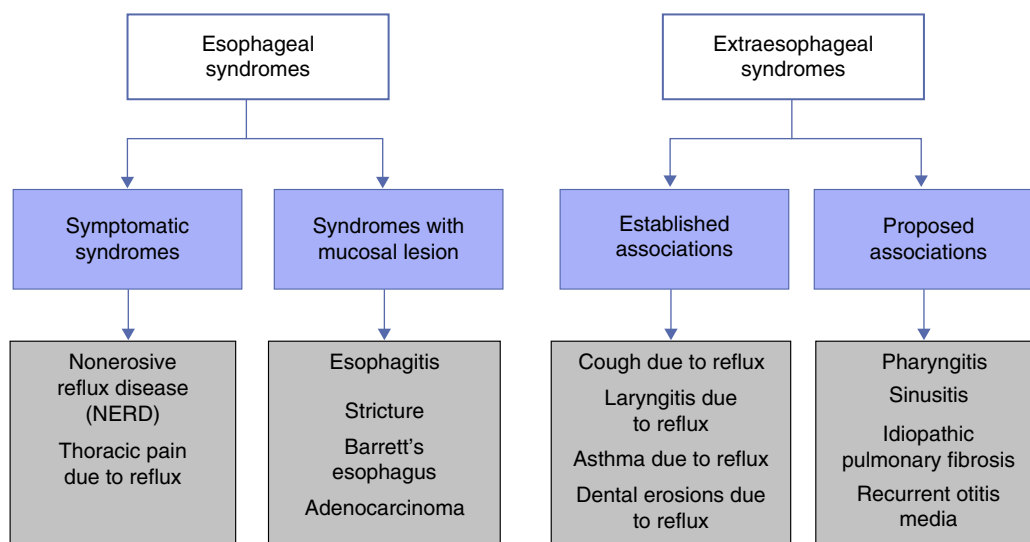 Esophageal
syndromes
Extraesophageal
syndromes
Symptomatic
syndromes
Syndromes with
mucosal lesion
Established
associations
Proposed
associations
Nonerosive
reflux disease
(NERD)
Thoracic pain
due to reflux
Esophagitis
Stricture
Barrett's
esophagus
Adenocarcinoma
Cough due to reflux
Laryngitis due
to reflux
Asthma due to reflux
Dental erosions due
to reflux
Pharyngitis
Sinusitis
Idiopathic
pulmonary fibrosis
Recurrent otitis
media